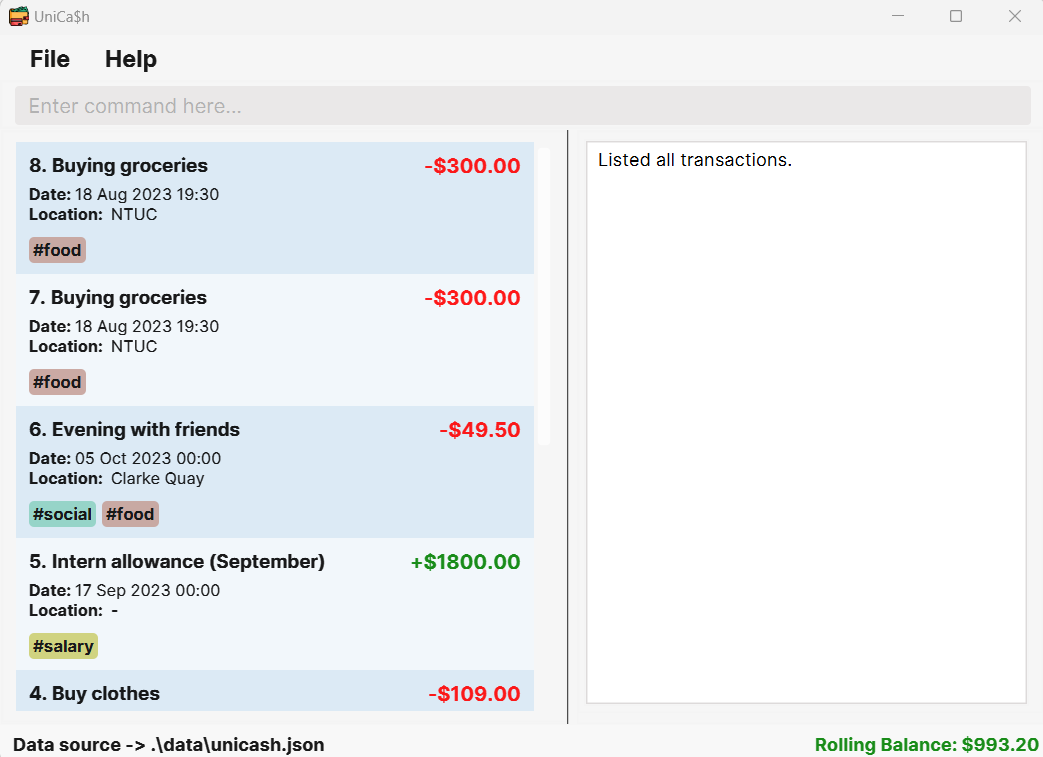 UniCa$h
File Help
Enter command here...
8. Buying groceries -$300.00
Date: 18 Aug 2023 19:30
Location: NTUC
#food
7. Buying groceries -$300.00
Date: 18 Aug 2023 19:30
Location: NTUC
#food
6. Evening with friends -$49.50
Date: 05 Oct 2023 00:00
Location: Clarke Quay
#social #food
5. Intern allowance (September) +$1800.00
Date: 17 Sep 2023 00:00
Location: -
#salary
4. Buy clothes -$109.00
Listed all transactions.
Data source -> .\data\unicash.json
Rolling Balance: $993.20